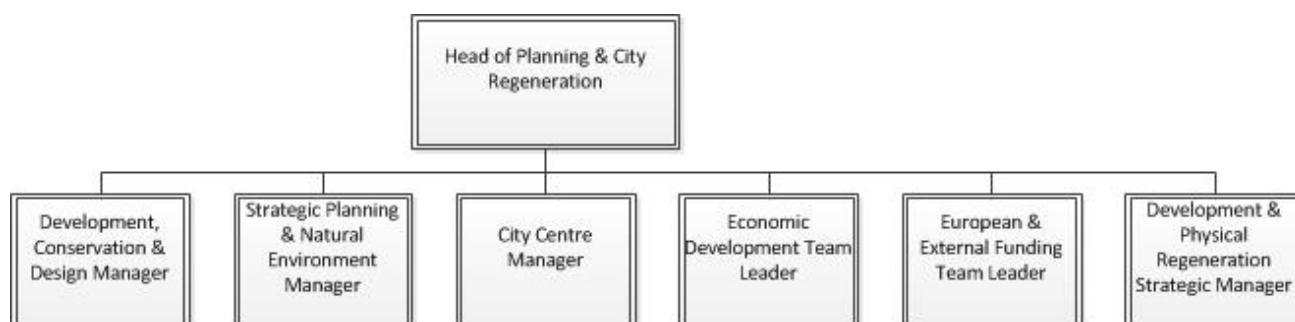 Head of Planning & City
Regeneration
Development,
Conservation &
Design Manager
Strategic Planning
& Natural
Environment
Manager
City Centre
Manager
Economic
Development Team
Leader
European &
External Funding
Team Leader
Development &
Physical
Regeneration
Strategic Manager